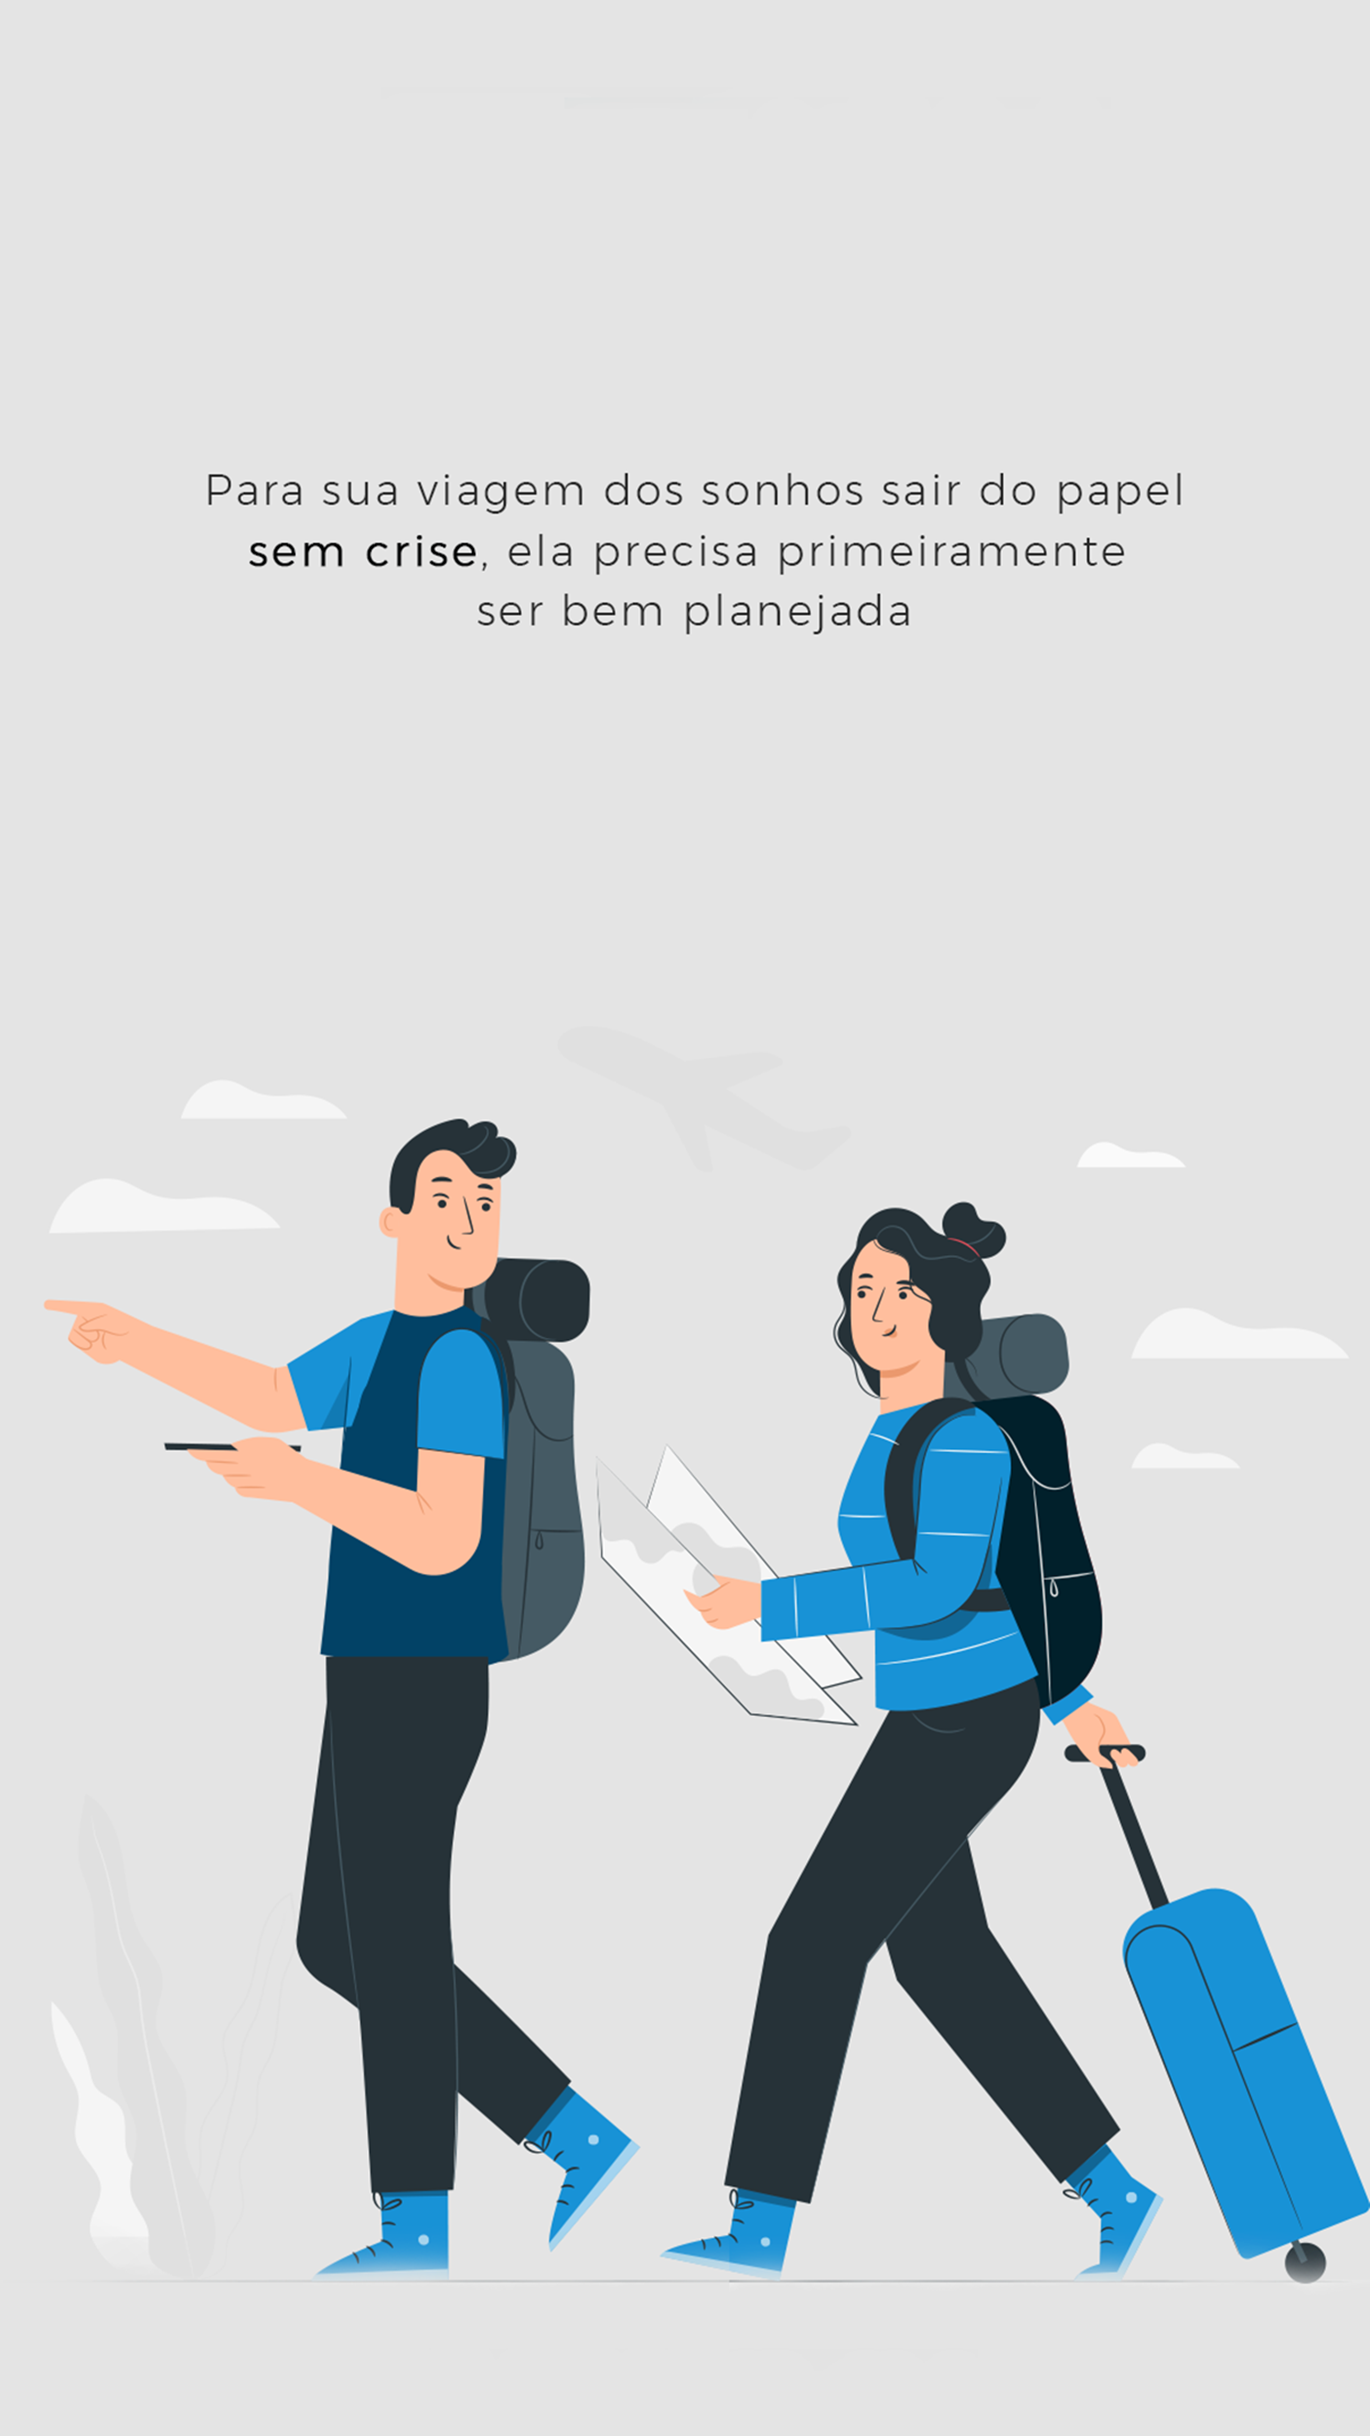 Para sua viagem dos sonhos sair do papel
sem crise, ela precisa primeiramente
ser bem planejada